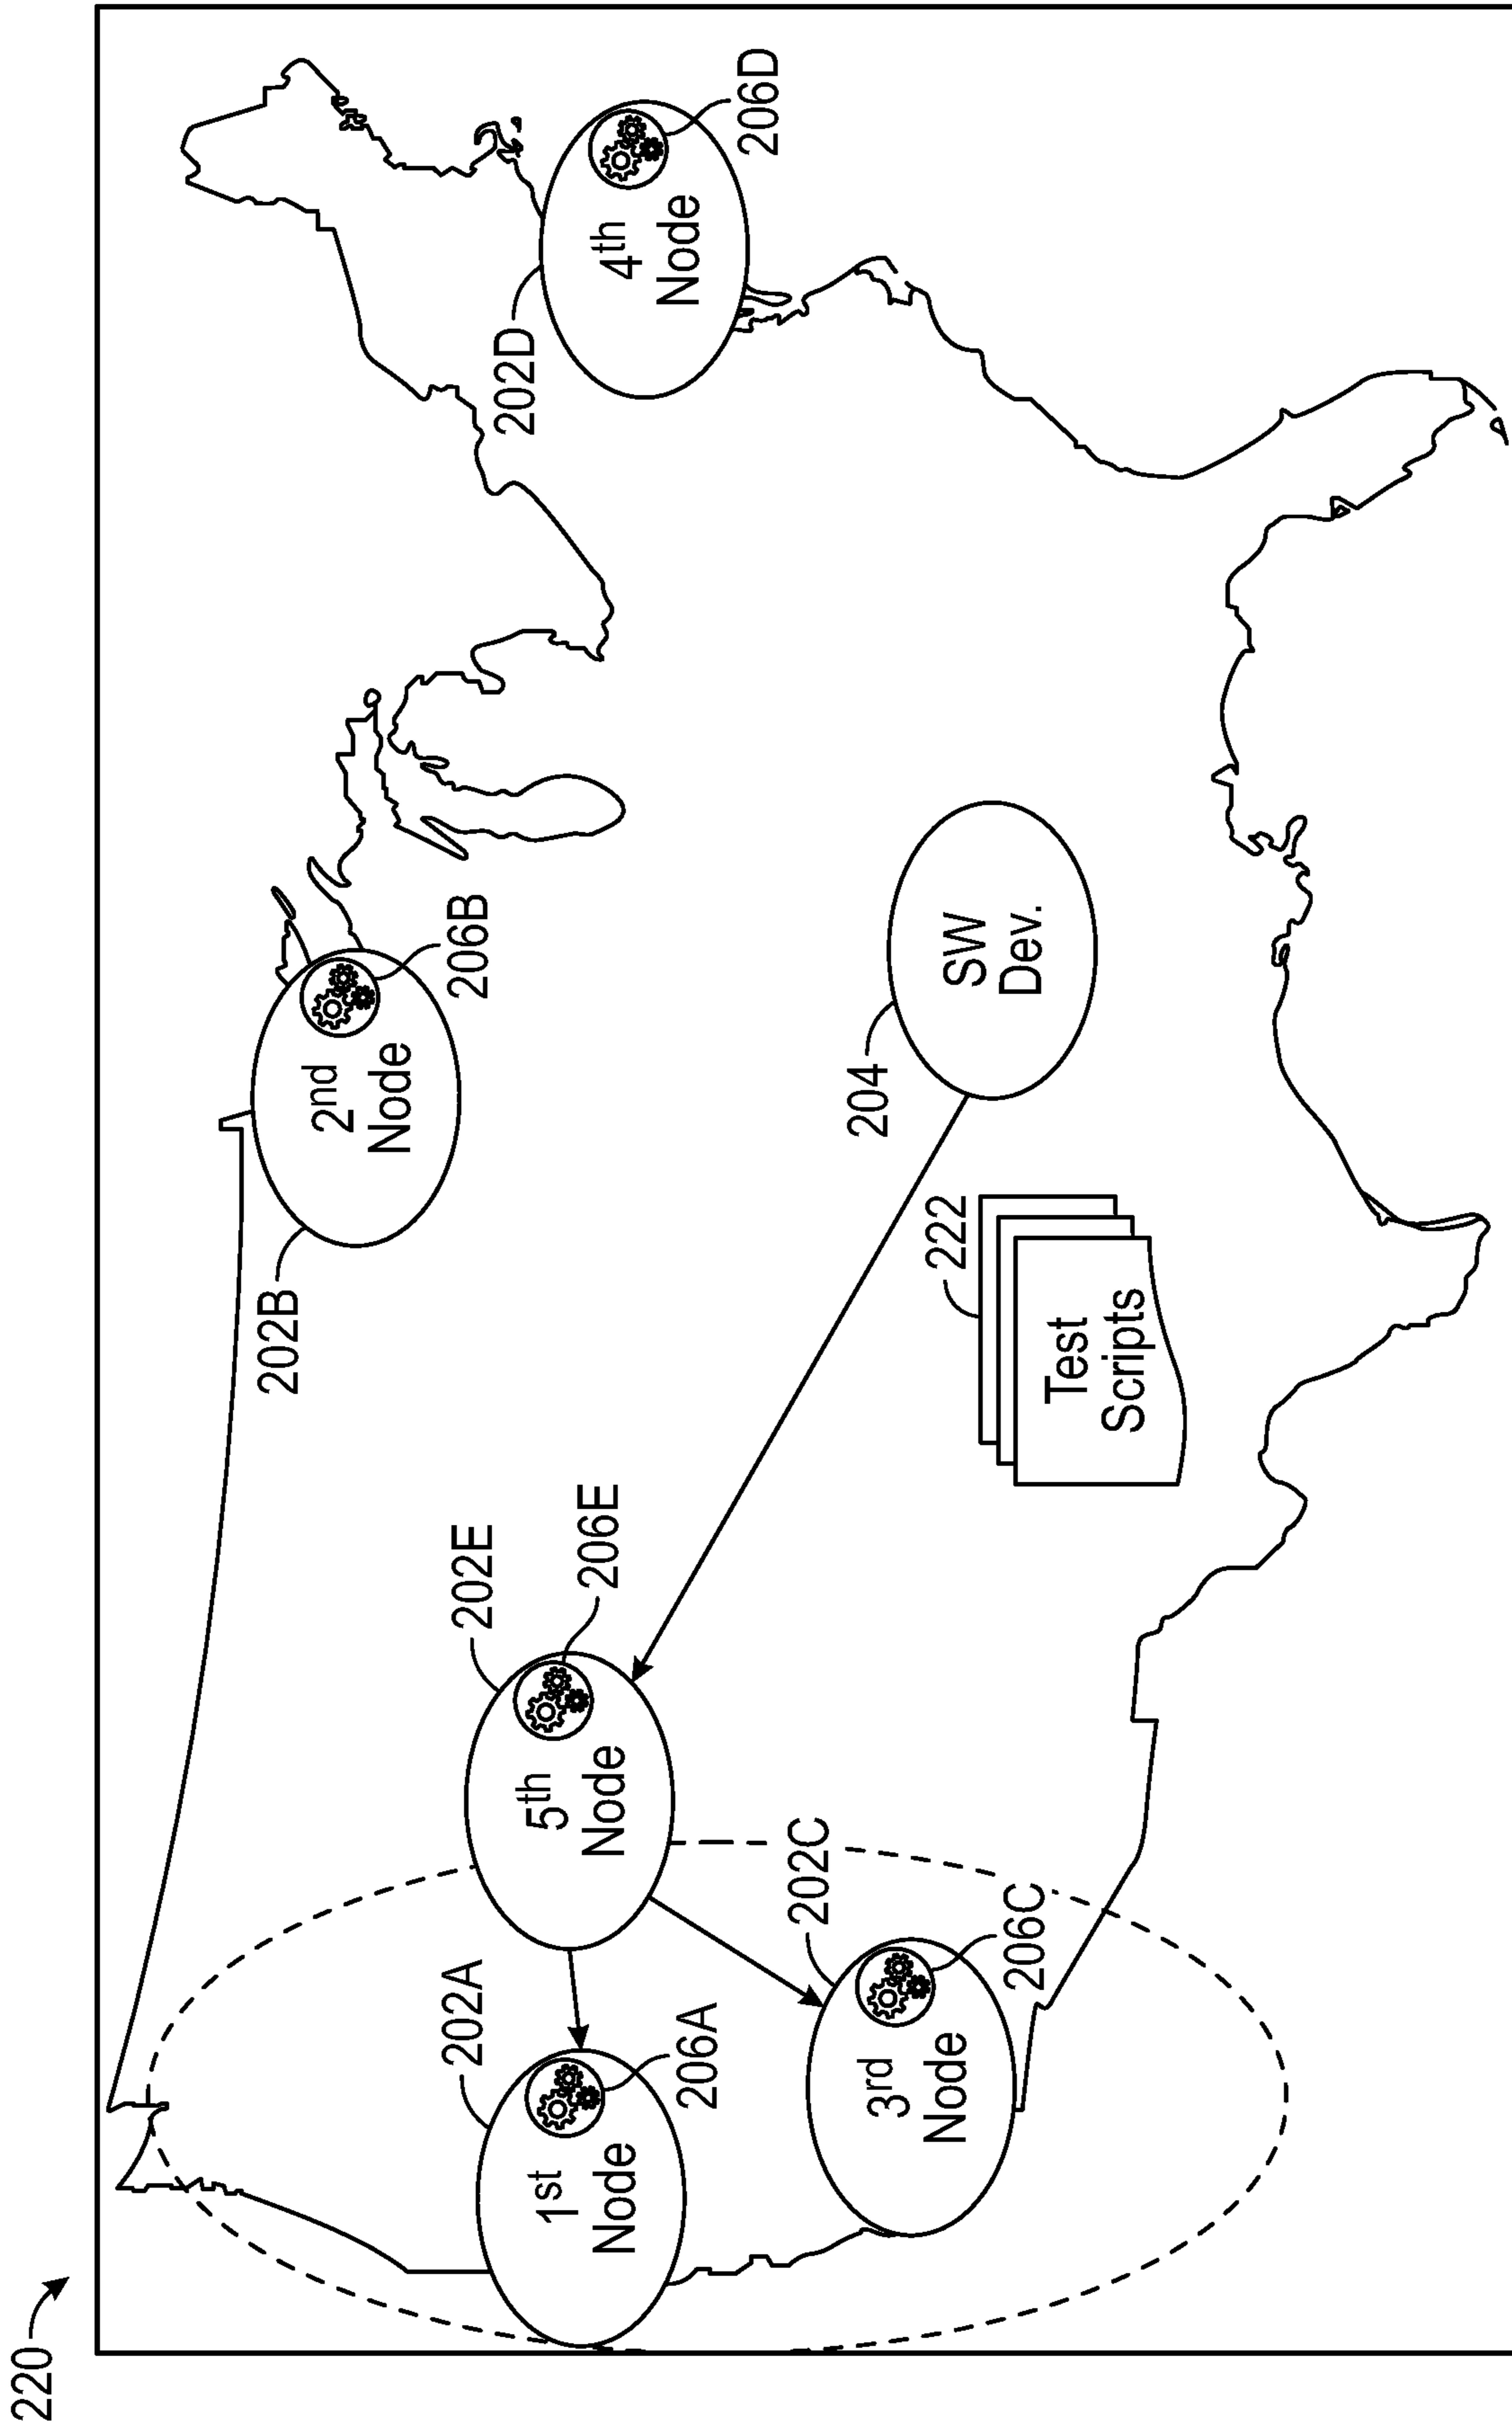 220
202B
2nd
Node
206B
202D
4th
Node
206D
202E
5th
Node
206E
202A
1st
Node
206A
202C
3rd
Node
206C
204
SW
Dev.
222
Test
Scripts